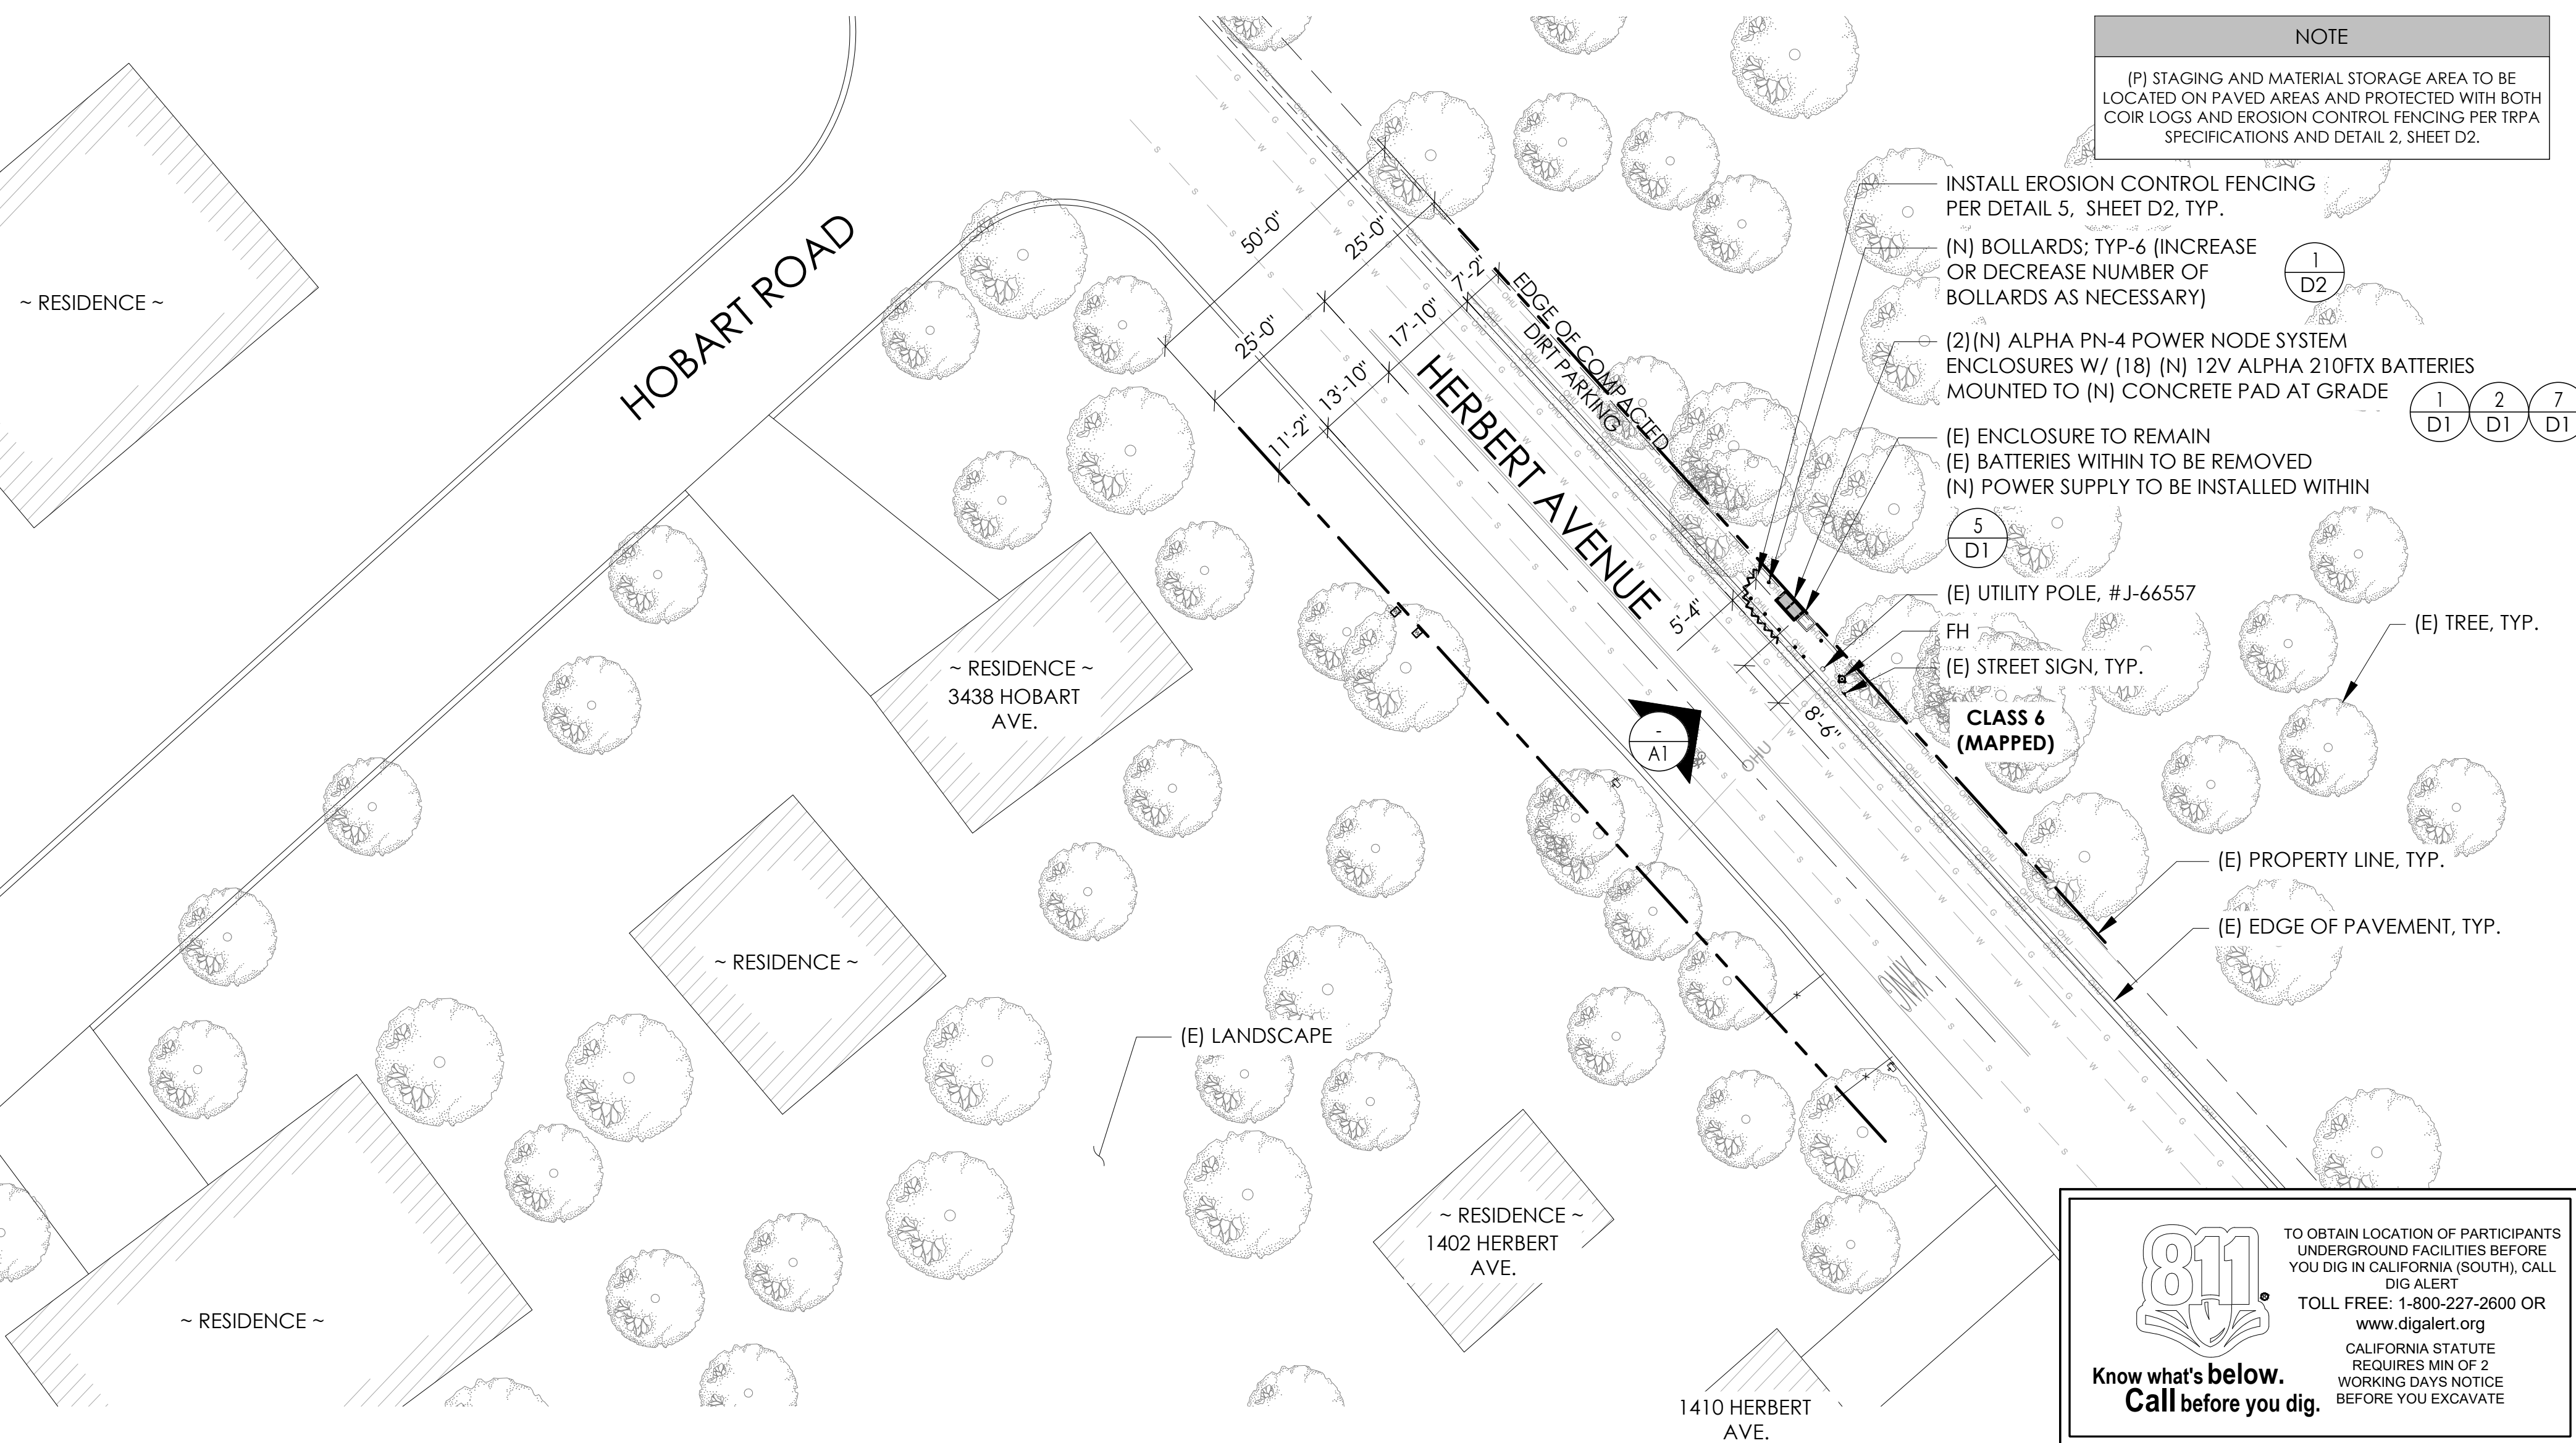 NOTE
(P) STAGING AND MATERIAL STORAGE AREA TO BE
LOCATED ON PAVED AREAS AND PROTECTED WITH BOTH
COIR LOGS AND EROSION CONTROL FENCING PER TRPA
SPECIFICATIONS AND DETAIL 2, SHEET D2.
INSTALL EROSION CONTROL FENCING
PER DETAIL 5, SHEET D2, TYP.
(N) BOLLARDS; TYP-6 (INCREASE
OR DECREASE NUMBER OF
BOLLARDS AS NECESSARY)
1
D2
(2)(N) ALPHA PN-4 POWER NODE SYSTEM
ENCLOSURES W/ (18) (N) 12V ALPHA 210FTX BATTERIES
MOUNTED TO (N) CONCRETE PAD AT GRADE
1
D1
2
D1
7
D1
(E) ENCLOSURE TO REMAIN
(E) BATTERIES WITHIN TO BE REMOVED
(N) POWER SUPPLY TO BE INSTALLED WITHIN
5
D1
(E) UTILITY POLE, #J-66557
FH
(E) STREET SIGN, TYP.
CLASS 6
(MAPPED)
(E) TREE, TYP.
(E) PROPERTY LINE, TYP.
(E) EDGE OF PAVEMENT, TYP.
HOBART ROAD
HERBERT AVENUE
EDGE OF COMPACTED
DIRT PARKING
50'-0"
25'-0"
7'-2"
17'-10"
25'-0"
13'-10"
11'-2"
5'-4"
8'-6"
-
A1
OHU
~ RESIDENCE ~
~ RESIDENCE ~
3438 HOBART
AVE.
~ RESIDENCE ~
(E) LANDSCAPE
~ RESIDENCE ~
1402 HERBERT
AVE.
~ RESIDENCE ~
1410 HERBERT
AVE.
811
Know what's below.
Call before you dig.
TO OBTAIN LOCATION OF PARTICIPANTS
UNDERGROUND FACILITIES BEFORE
YOU DIG IN CALIFORNIA (SOUTH), CALL
DIG ALERT
TOLL FREE: 1-800-227-2600 OR
www.digalert.org
CALIFORNIA STATUTE
REQUIRES MIN OF 2
WORKING DAYS NOTICE
BEFORE YOU EXCAVATE